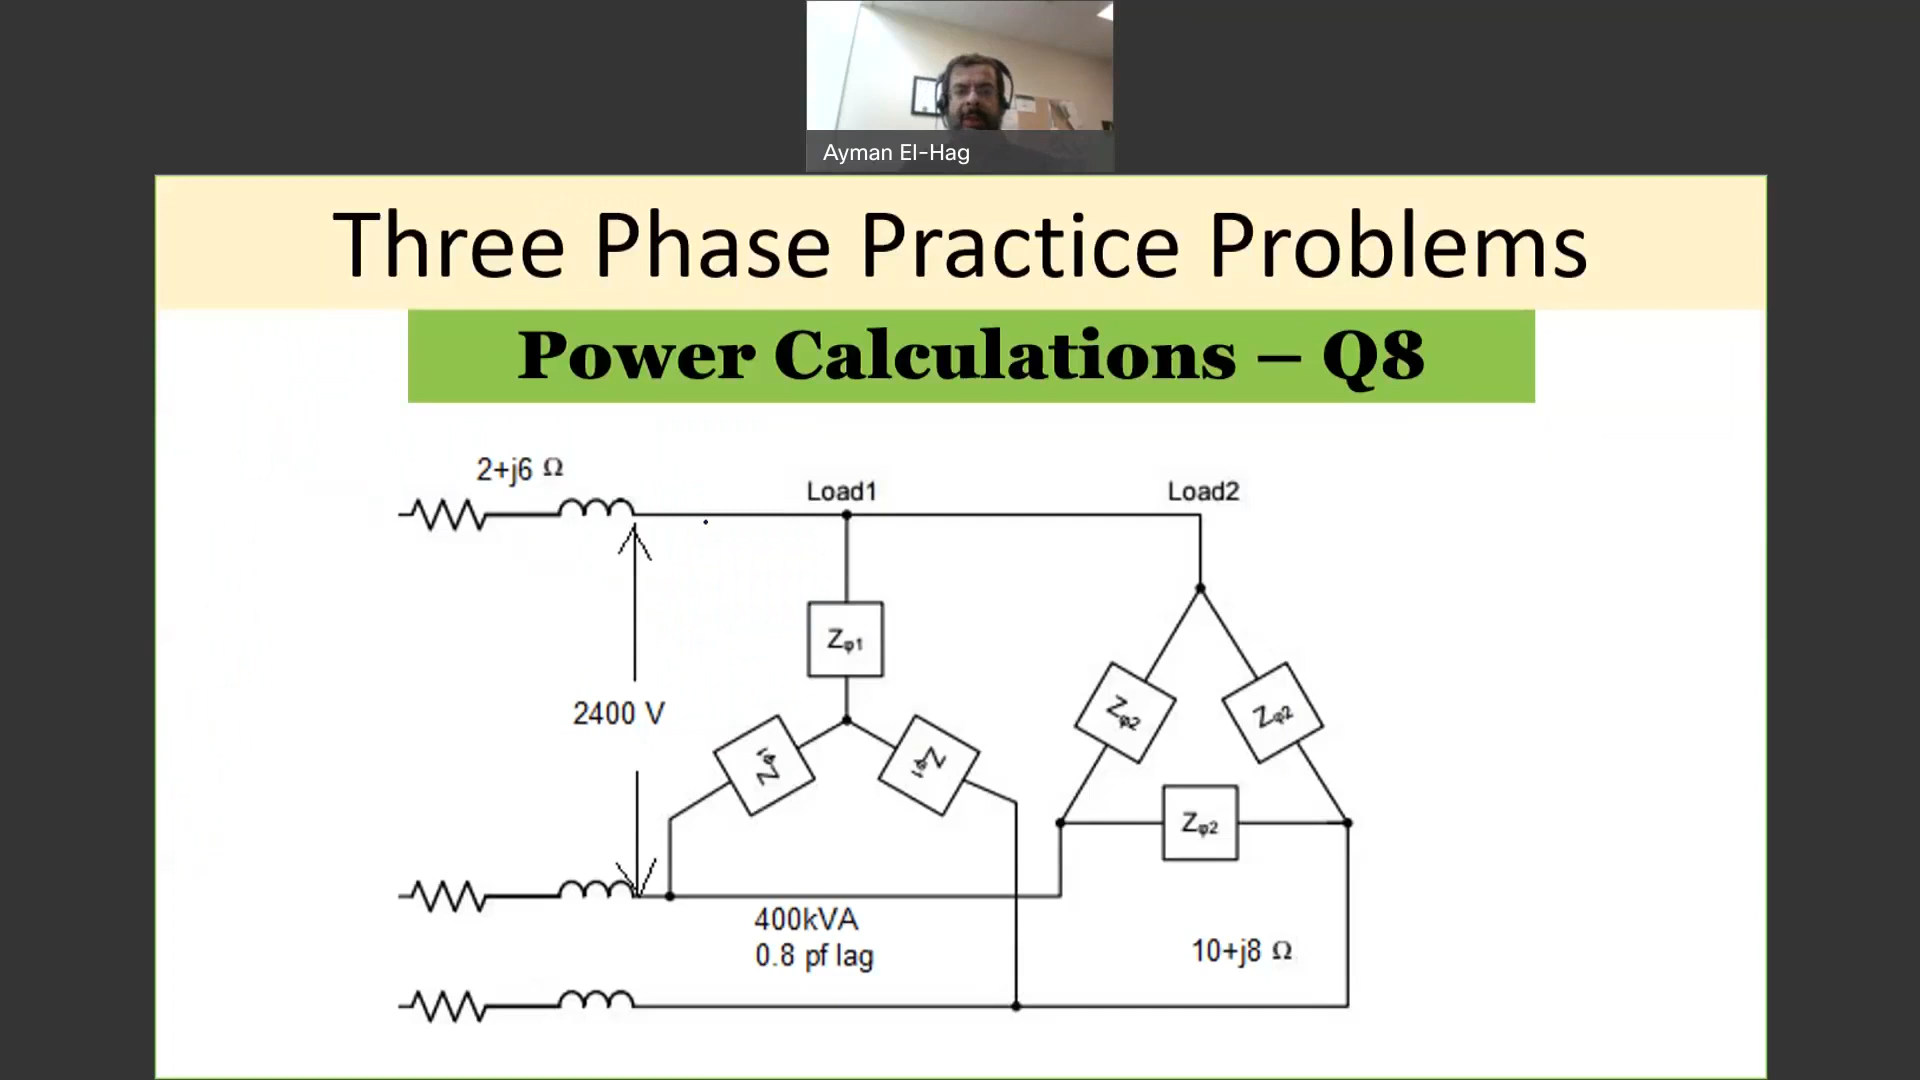 Ayman El-Hag
Three Phase Practice Problems
Power Calculations – Q8
2+j6 Ω
Load1
Load2
Zφ1
2400 V
Zφ1
Zφ1
Zφ2
Zφ2
Zφ2
400kVA
0.8 pf lag
10+j8 Ω